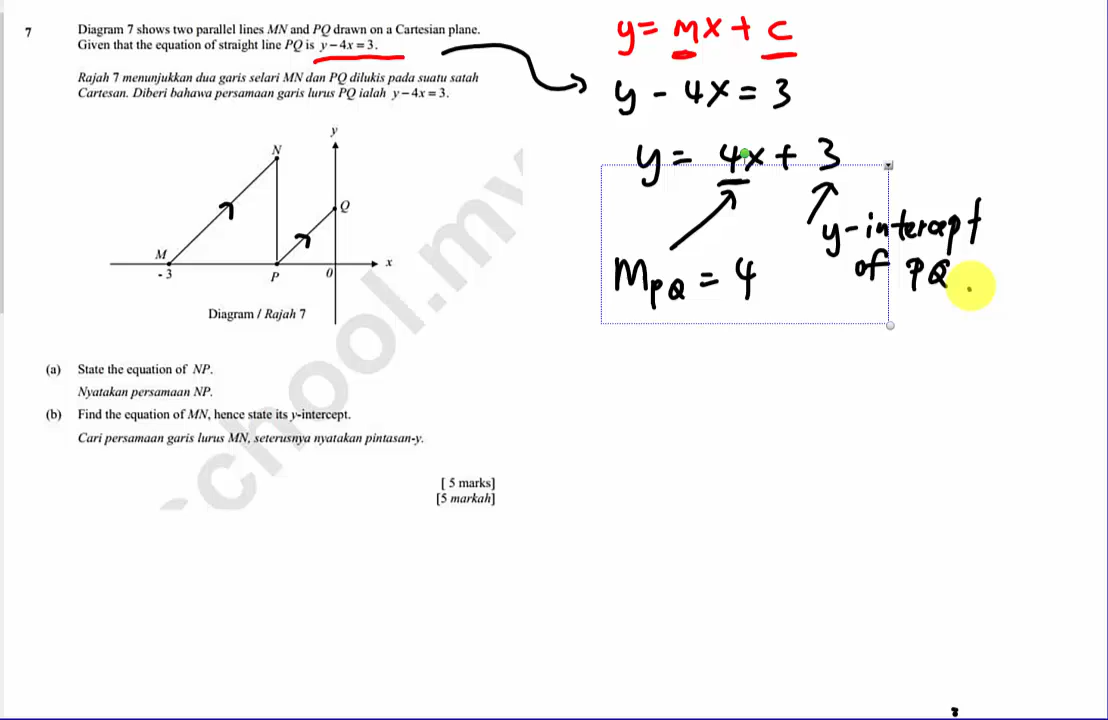 7
Diagram 7 shows two parallel lines MN and PQ drawn on a Cartesian plane.
Given that the equation of straight line PQ is y – 4x = 3.
Rajah 7 menunjukkan dua garis selari MN dan PQ dilukis pada suatu satah
Cartesan. Diberi bahawa persamaan garis lurus PQ ialah y – 4x = 3.
y
N
Q
M
x
- 3
P
0
Diagram / Rajah 7
(a) State the equation of NP.
Nyatakan persamaan NP.
(b) Find the equation of MN, hence state its y-intercept.
Cari persamaan garis lurus MN, seterusnya nyatakan pintasan-y.
[ 5 marks]
[5 markah]
y = mx + c
y - 4x = 3
y = 4x + 3
y-intercept
of PQ
MPQ = 4
chool.my